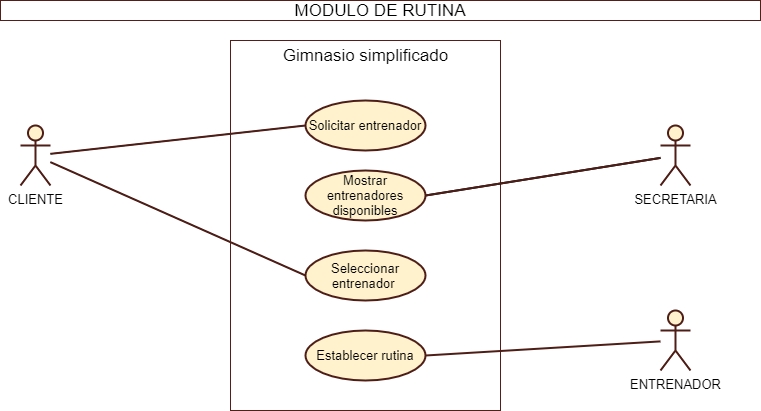 MODULO DE RUTINA
Gimnasio simplificado
Solicitar entrenador
CLIENTE
Mostrar
entrenadores
disponibles
SECRETARIA
Seleccionar
entrenador
Establecer rutina
ENTRENADOR